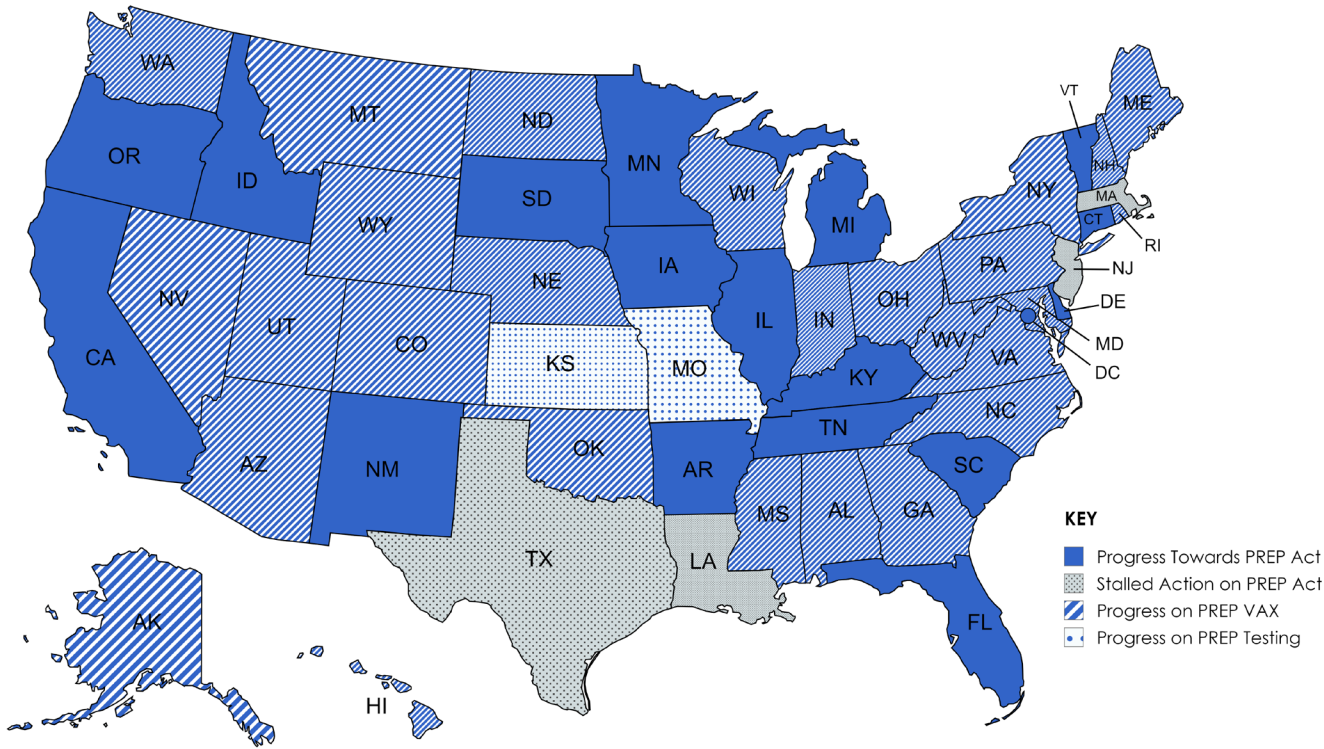 WA
MT
ND
MN
VT
ME
OR
ID
SD
WI
MI
NH
NY
MA
CT
RI
WY
IA
NE
PA
NJ
NV
UT
CO
IL
IN
OH
DE
WV
VA
MD
DC
CA
KS
MO
KY
NC
AZ
NM
OK
AR
TN
SC
MS
AL
GA
TX
LA
FL
AK
HI
KEY
Progress Towards PREP Act
Stalled Action on PREP Act
Progress on PREP VAX
Progress on PREP Testing